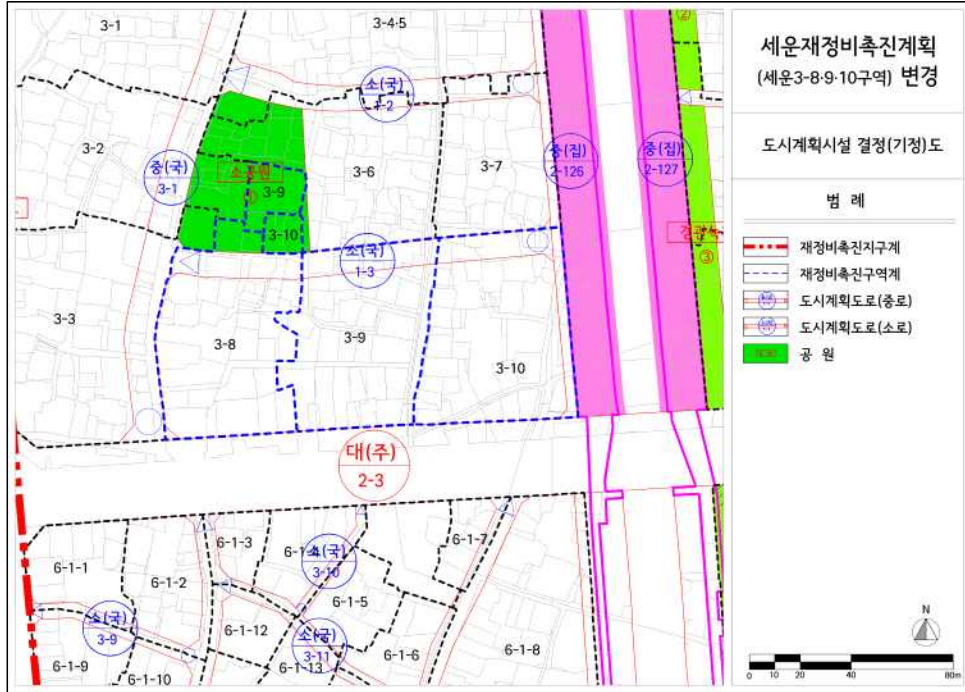 세운재정비촉진계획
(세운3-8·9·10구역) 변경
도시계획시설 결정(기정)도
범 례
재정비촉진지구계
재정비촉진구역계
도시계획도로(중로)
도시계획도로(소로)
공 원
N
0 10 20 40 80m
3-1
3-4·5
②
소(국)
1-2
3-2
중(국)
3-1
소공원
①
3-9
3-10
3-6
3-7
중(집)
2-126
중(집)
2-127
③
소(국)
1-3
3-3
3-8
3-9
3-10
대(주)
2-3
6-1-1
6-1-2
6-1-3
소(국)
3-10
6-1-7
6-1-5
소(국)
3-9
6-1-12
소(국)
3-11
6-1-6
6-1-8
6-1-9
6-1-10
6-1-13